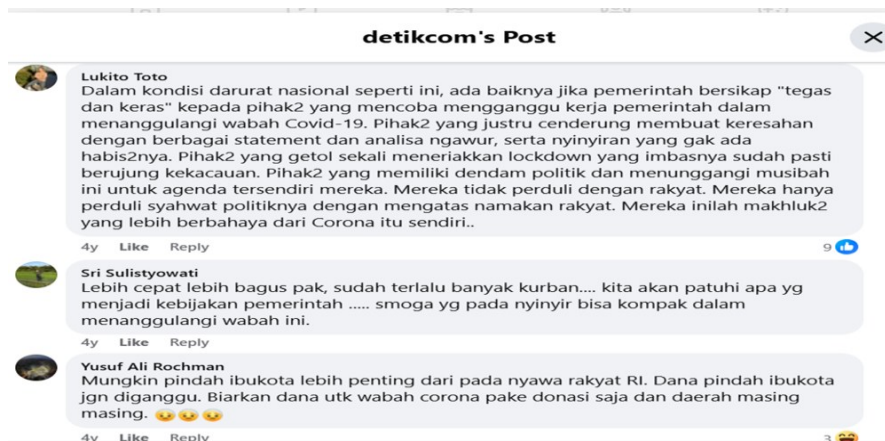 detikcom's Post
Lukito Toto
Dalam kondisi darurat nasional seperti ini, ada baiknya jika pemerintah bersikap "tegas
dan keras" kepada pihak2 yang mencoba mengganggu kerja pemerintah dalam
menanggulangi wabah Covid-19. Pihak2 yang justru cenderung membuat keresahan
dengan berbagai statement dan analisa ngawur, serta nyinyiran yang gak ada
habis2nya. Pihak2 yang getol sekali meneriakkan lockdown yang imbasnya sudah pasti
berujung kekacauan. Pihak2 yang memiliki dendam politik dan menunggangi musibah
ini untuk agenda tersendiri mereka. Mereka tidak perduli dengan rakyat. Mereka hanya
perduli syahwat politiknya dengan mengatas namakan rakyat. Mereka inilah makhluk2
yang lebih berbahaya dari Corona itu sendiri..
4y Like Reply 9
Sri Sulistyowati
Lebih cepat lebih bagus pak, sudah terlalu banyak kurban.... kita akan patuhi apa yg
menjadi kebijakan pemerintah ..... smoga yg pada nyinyir bisa kompak dalam
menanggulangi wabah ini.
4y Like Reply
Yusuf Ali Rochman
Mungkin pindah ibukota lebih penting dari pada nyawa rakyat RI. Dana pindah ibukota
jgn diganggu. Biarkan dana utk wabah corona pake donasi saja dan daerah masing
masing.
4y Like Reply 3